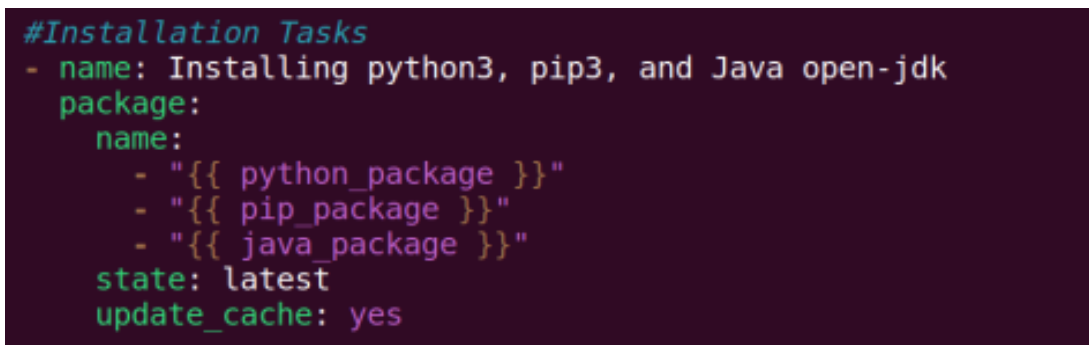 #Installation Tasks
- name: Installing python3, pip3, and Java open-jdk
  package:
    name:
      - "{{ python_package }}"
      - "{{ pip_package }}"
      - "{{ java_package }}"
    state: latest
    update_cache: yes